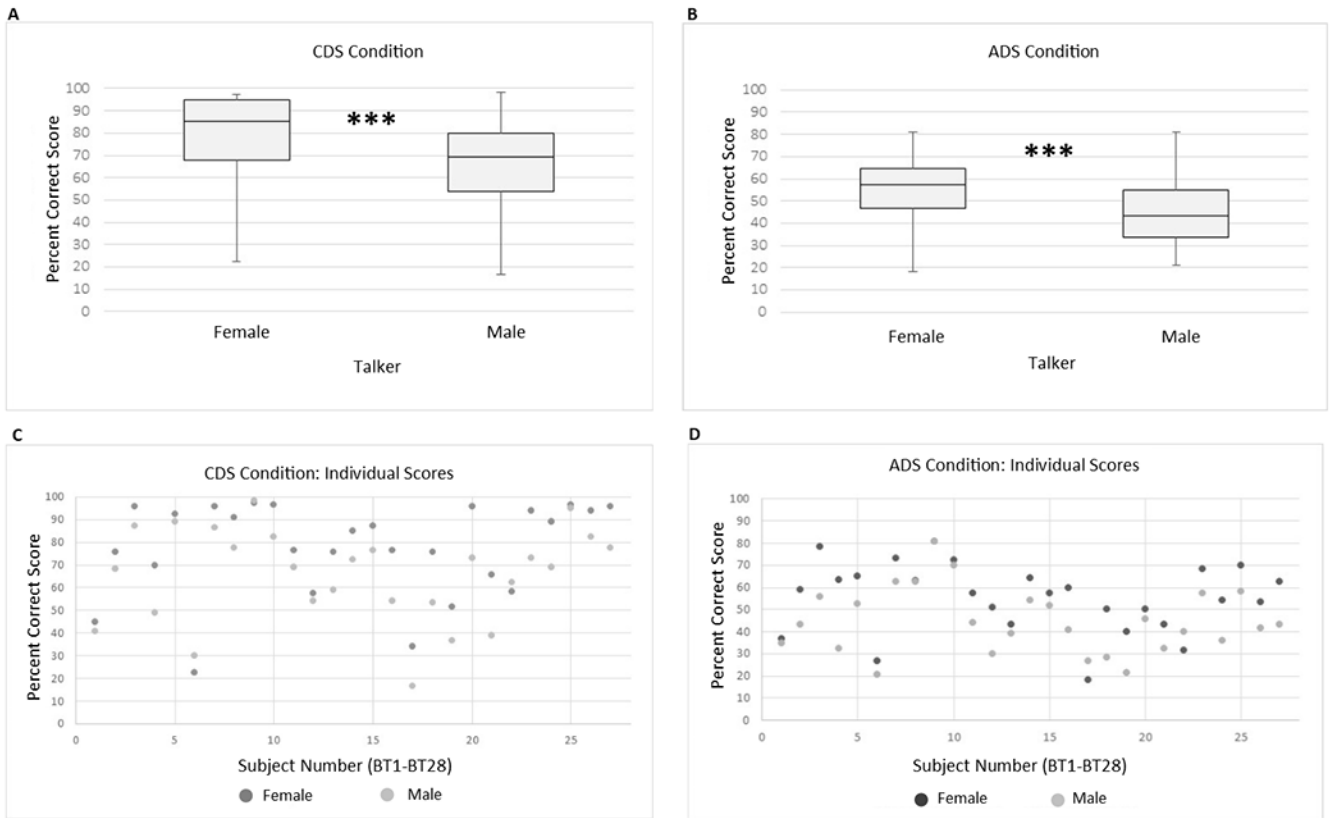 A
CDS Condition
Percent Correct Score
100
90
80
70
60
50
40
30
20
10
0
***
Female
Male
Talker
B
ADS Condition
Percent Correct Score
100
90
80
70
60
50
40
30
20
10
0
***
Female
Male
Talker
C
CDS Condition: Individual Scores
Percent Correct Score
100
90
80
70
60
50
40
30
20
10
0
0 5 10 15 20 25
Subject Number (BT1-BT28)
Female Male
D
ADS Condition: Individual Scores
Percent Correct Score
100
90
80
70
60
50
40
30
20
10
0
0 5 10 15 20 25
Subject Number (BT1-BT28)
Female Male